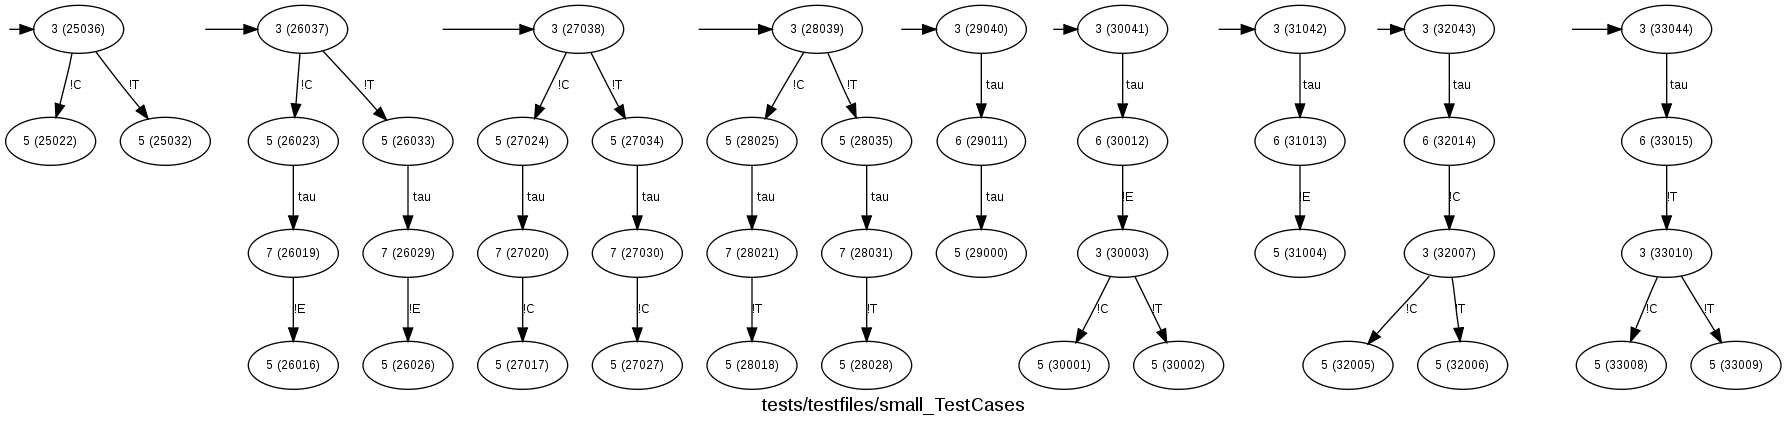 3 (25036) 3 (26037) 3 (27038) 3 (28039) 3 (29040) 3 (30041) 3 (31042) 3 (32043) 3 (33044)
!C !T !C !T !C !T !C !T tau tau tau tau tau
5 (25022) 5 (25032) 5 (26023) 5 (26033) 5 (27024) 5 (27034) 5 (28025) 5 (28035) 6 (29011) 6 (30012) 6 (31013) 6 (32014) 6 (33015)
tau tau tau tau tau tau tau !E !E !C !T
7 (26019) 7 (26029) 7 (27020) 7 (27030) 7 (28021) 7 (28031) 5 (29000) 3 (30003) 5 (31004) 3 (32007) 3 (33010)
!E !E !C !C !T !T !C !T !C !T !C !T
5 (26016) 5 (26026) 5 (27017) 5 (27027) 5 (28018) 5 (28028) 5 (30001) 5 (30002) 5 (32005) 5 (32006) 5 (33008) 5 (33009)
tests/testfiles/small_TestCases